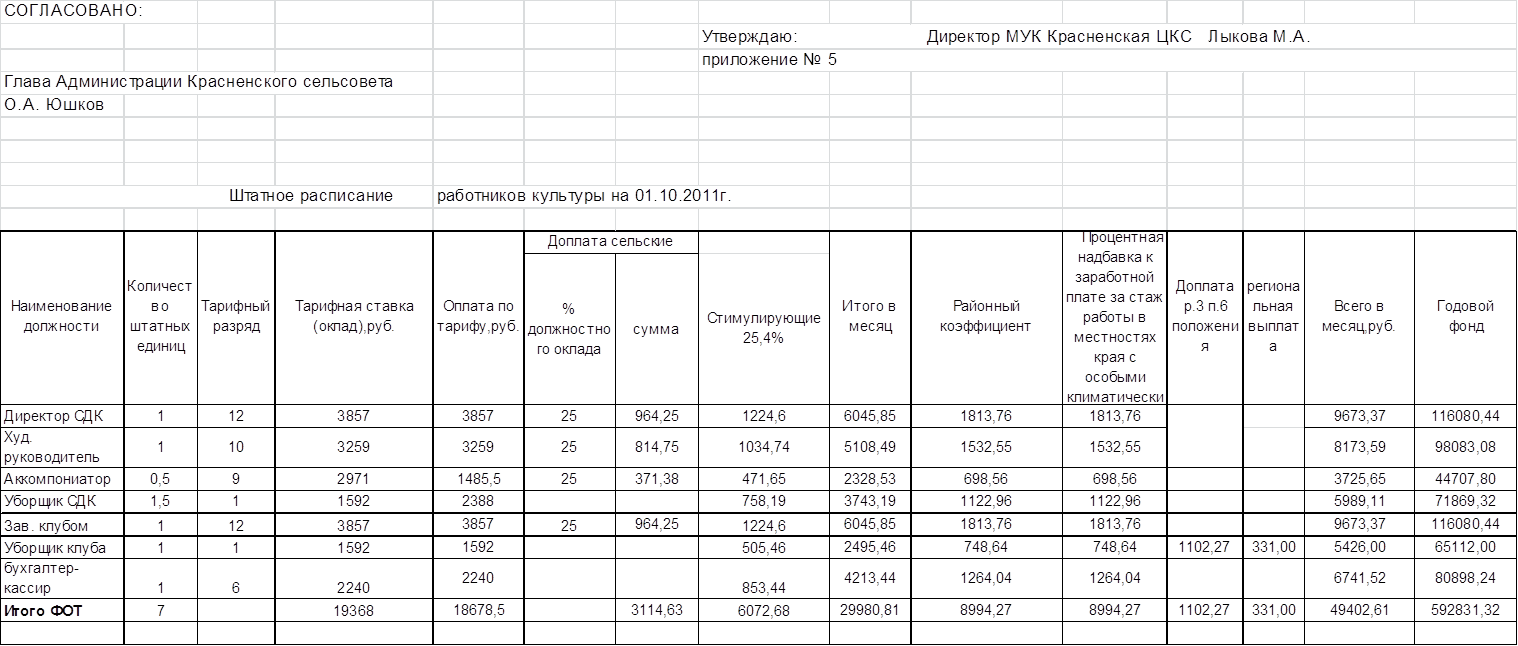 СОГЛАСОВАНО:
Утверждаю: Директор МУК Красненская ЦКС Лыкова М.А.
приложение № 5
Глава Администрации Красненского сельсовета
О.А. Юшков
Штатное расписание работников культуры на 01.10.2011г.
Наименование должности
Количест во штатных единиц
Тарифный разряд
Тарифная ставка (оклад),руб.
Оплата по тарифу,руб.
Доплата сельские
% должностно го оклада
сумма
Стимулирующие 25,4%
Итого в месяц
Районный коэффициент
Процентная надбавка к заработной плате за стаж работы в местностях края с особыми климатически
Доплата р.3 п.6 положени я
региона льная выплат а
Всего в месяц,руб.
Годовой фонд
Директор СДК 1 12 3857 3857 25 964,25 1224,6 6045,85 1813,76 1813,76 9673,37 116080,44
Худ. руководитель 1 10 3259 3259 25 814,75 1034,74 5108,49 1532,55 1532,55 8173,59 98083,08
Аккомпониатор 0,5 9 2971 1485,5 25 371,38 471,65 2328,53 698,56 698,56 3725,65 44707,80
Уборщик СДК 1,5 1 1592 2388 758,19 3743,19 1122,96 1122,96 5989,11 71869,32
Зав. клубом 1 12 3857 3857 25 964,25 1224,6 6045,85 1813,76 1813,76 9673,37 116080,44
Уборщик клуба 1 1 1592 1592 505,46 2495,46 748,64 748,64 1102,27 331,00 5426,00 65112,00
бухгалтер- кассир 1 6 2240 2240 853,44 4213,44 1264,04 1264,04 6741,52 80898,24
Итого ФОТ 7 19368 18678,5 3114,63 6072,68 29980,81 8994,27 8994,27 1102,27 331,00 49402,61 592831,32